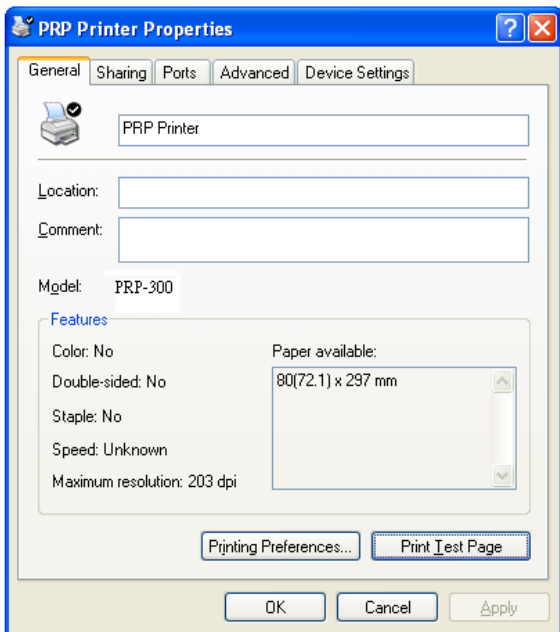 PRP Printer Properties
General Sharing Ports Advanced Device Settings
PRP Printer
Location:
Comment:
Model: PRP-300
Features
Color: No
Paper available:
Double-sided: No
80(72.1) x 297 mm
Staple: No
Speed: Unknown
Maximum resolution: 203 dpi
Printing Preferences... Print Test Page
OK Cancel Apply